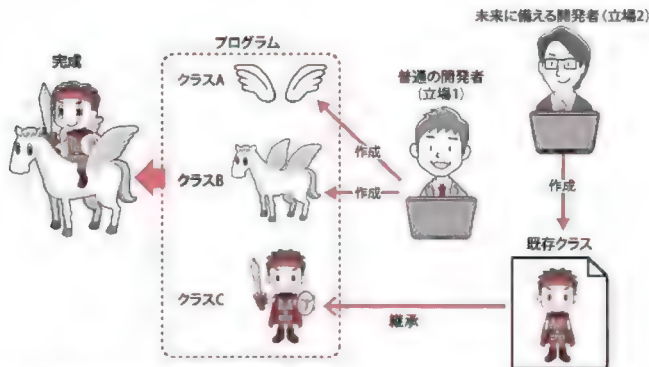 未来に備える開発者(立場2)
プログラム
完成
クラスA
普通の開発者
(立場1)
作成
クラスB
作成
作成
既存クラス
クラスC
継承